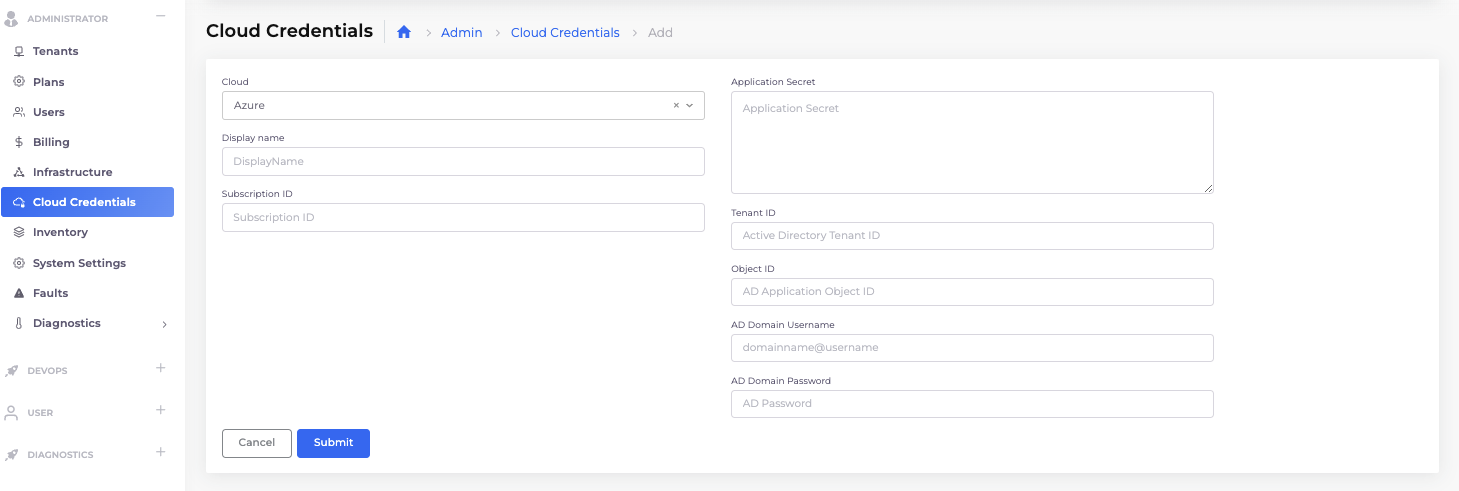 ADMINISTRATOR
Tenants
Plans
Users
Billing
Infrastructure
Cloud Credentials
Inventory
System Settings
Faults
Diagnostics
DEVOPS
USER
DIAGNOSTICS
Cloud Credentials
Admin
Cloud Credentials
Add
Cloud
Azure
Display name
DisplayName
Subscription ID
Subscription ID
Application Secret
Application Secret
Tenant ID
Active Directory Tenant ID
Object ID
AD Application Object ID
AD Domain Username
domainname@username
AD Domain Password
AD Password
Cancel
Submit